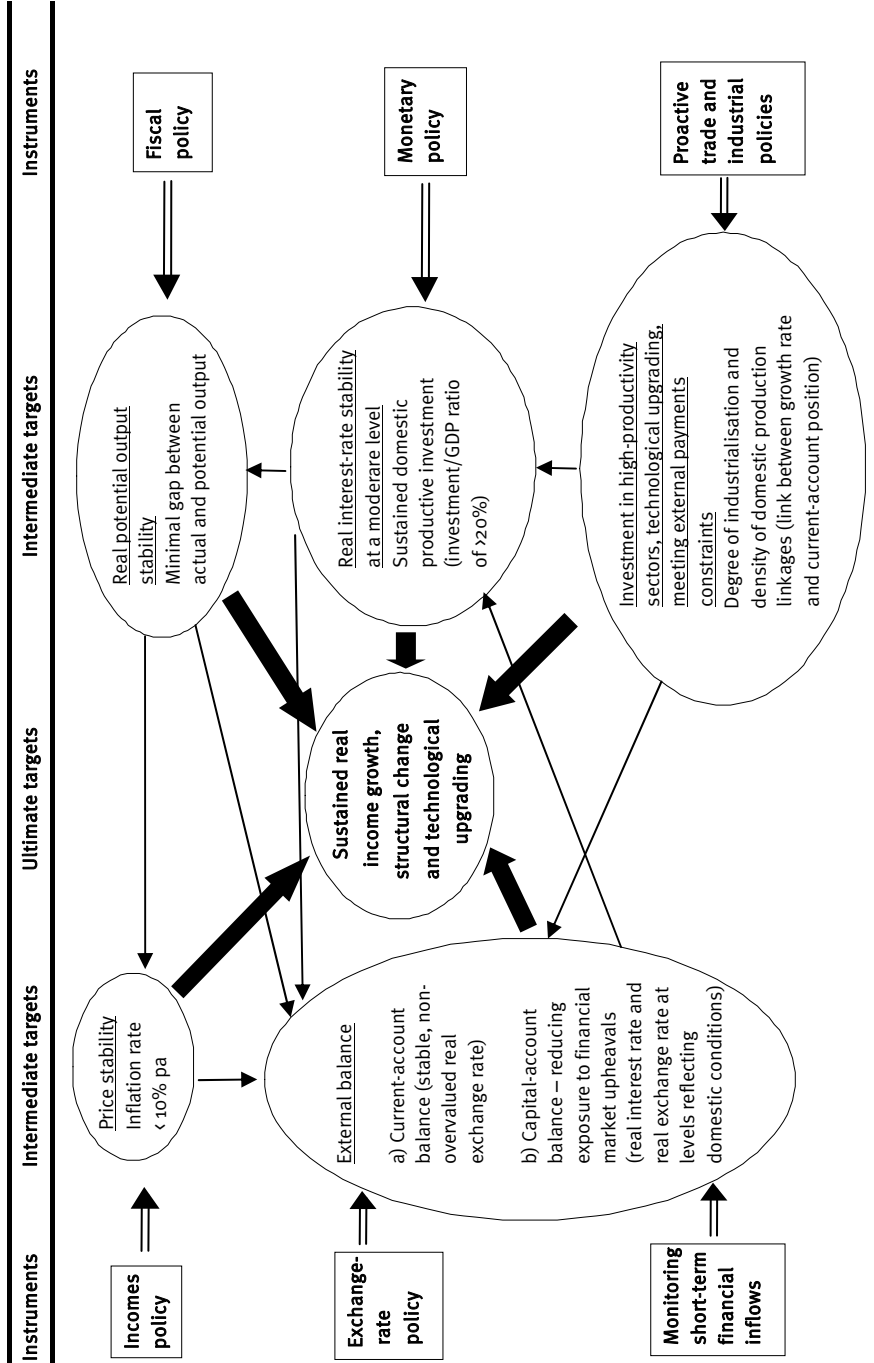 Instruments
Intermediate targets
Ultimate targets
Intermediate targets
Instruments
Incomes
policy
Price stability
Inflation rate
< 10% pa
Real potential output
stability
Minimal gap between
actual and potential output
Fiscal
policy
Exchange-
rate
policy
External balance
a) Current-account
balance (stable, non-
overvalued real
exchange rate)
b) Capital-account
balance – reducing
exposure to financial
market upheavals
(real interest rate and
real exchange rate at
levels reflecting
domestic conditions)
Sustained real
income growth,
structural change
and technological
upgrading
Real interest-rate stability
at a moderare level
Sustained domestic
productive investment
(investment/GDP ratio
of >20%)
Monetary
policy
Monitoring
short-term
financial
inflows
Investment in high-productivity
sectors, technological upgrading,
meeting external payments
constraints
Degree of industrialisation and
density of domestic production
linkages (link between growth rate
and current-account position)
Proactive
trade and
industrial
policies